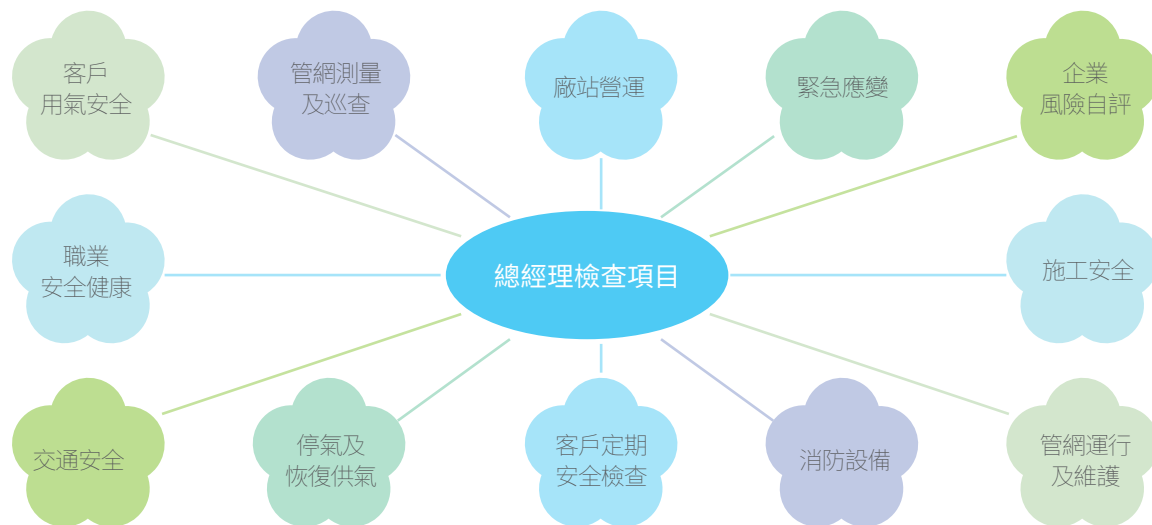 客戶
用氣安全
管網測量
及巡查
廠站營運
緊急應變
企業
風險自評
職業
安全健康
總經理檢查項目
施工安全
交通安全
停氣及
恢復供氣
客戶定期
安全檢查
消防設備
管網運行
及維護